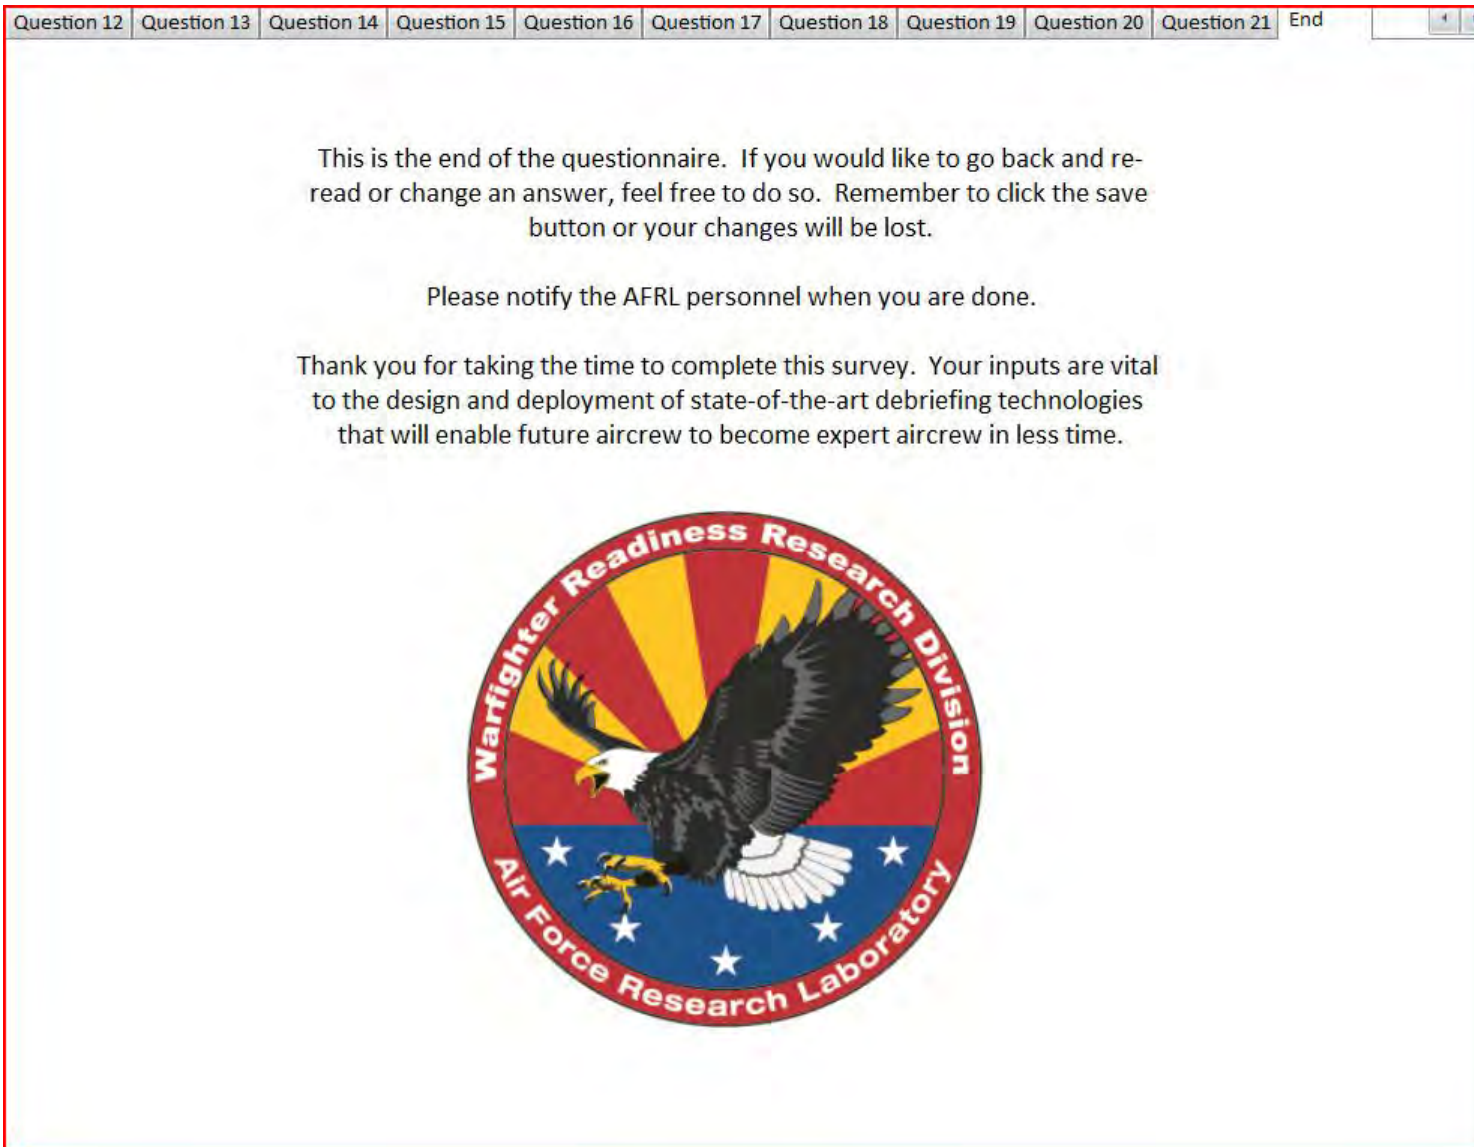 Question 12 Question 13 Question 14 Question 15 Question 16 Question 17 Question 18 Question 19 Question 20 Question 21 End
This is the end of the questionnaire.  If you would like to go back and re-
read or change an answer, feel free to do so.  Remember to click the save
button or your changes will be lost.
Please notify the AFRL personnel when you are done.
Thank you for taking the time to complete this survey.  Your inputs are vital
to the design and deployment of state-of-the-art debriefing technologies
that will enable future aircrew to become expert aircrew in less time.
Warfighter Readiness Research Division
Air Force Research Laboratory